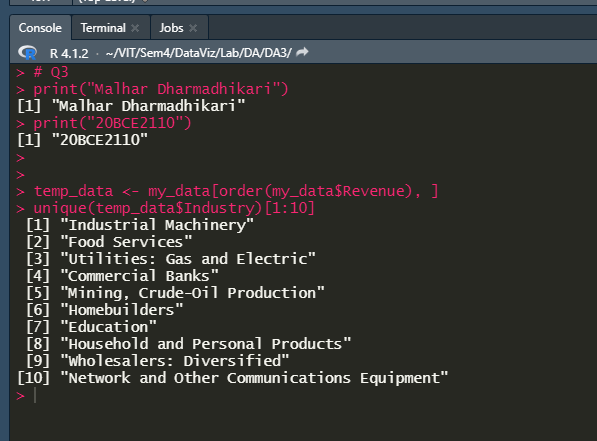 Console Terminal Jobs
R 4.1.2 · ~/VIT/Sem4/DataViz/Lab/DA/DA3/
> # Q3
> print("Malhar Dharmadhikari")
[1] "Malhar Dharmadhikari"
> print("20BCE2110")
[1] "20BCE2110"
>
>
> temp_data <- my_data[order(my_data$Revenue), ]
> unique(temp_data$Industry)[1:10]
[1] "Industrial Machinery"
[2] "Food Services"
[3] "Utilities: Gas and Electric"
[4] "Commercial Banks"
[5] "Mining, Crude-Oil Production"
[6] "Homebuilders"
[7] "Education"
[8] "Household and Personal Products"
[9] "Wholesalers: Diversified"
[10] "Network and Other Communications Equipment"
>